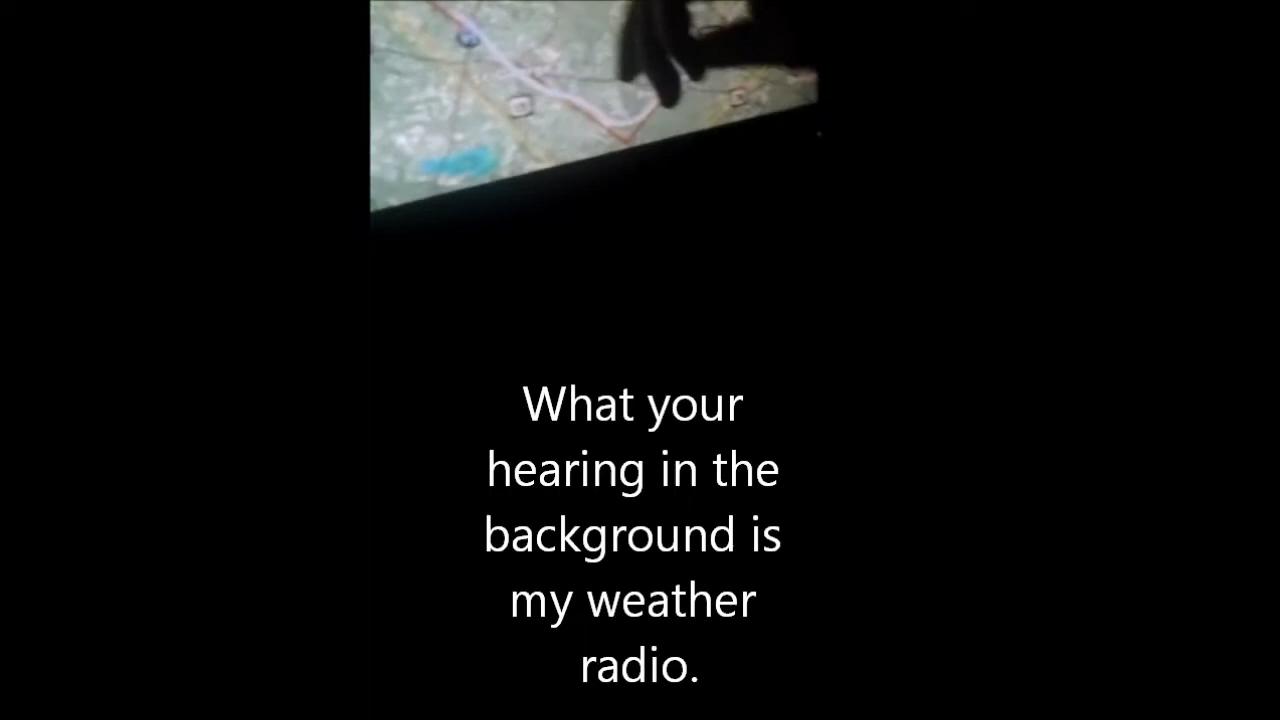 What your
hearing in the
background is
my weather
radio.